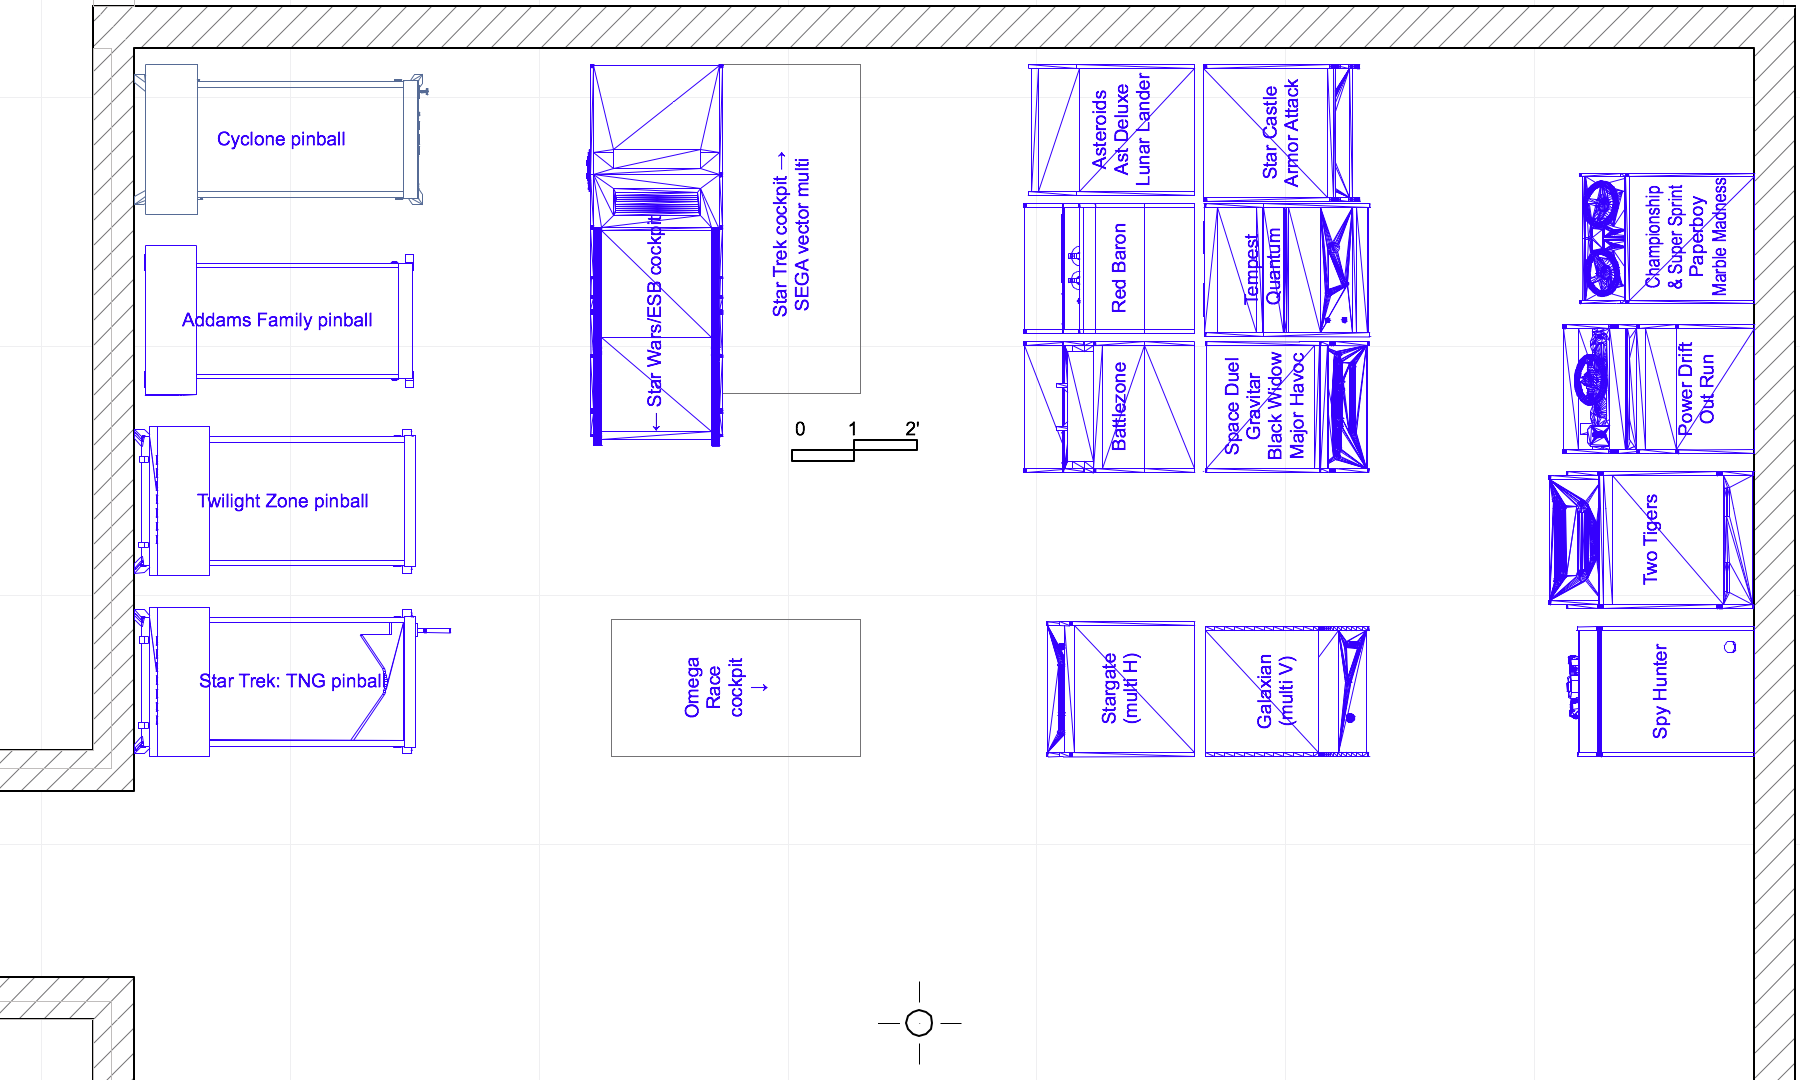 Cyclone pinball
Addams Family pinball
Twilight Zone pinball
Star Trek: TNG pinball
← Star Wars/ESB cockpit
Star Trek cockpit →
SEGA vector multi
0 1 2'
Omega
Race
cockpit
→
Asteroids
Ast Deluxe
Lunar Lander
Star Castle
Armor Attack
Red Baron
Tempest
Quantum
Battlezone
Space Duel
Gravitar
Black Widow
Major Havoc
Stargate
(multi H)
Galaxian
(multi V)
Championship
& Super Sprint
Paperboy
Marble Madness
Power Drift
Out Run
Two Tigers
Spy Hunter